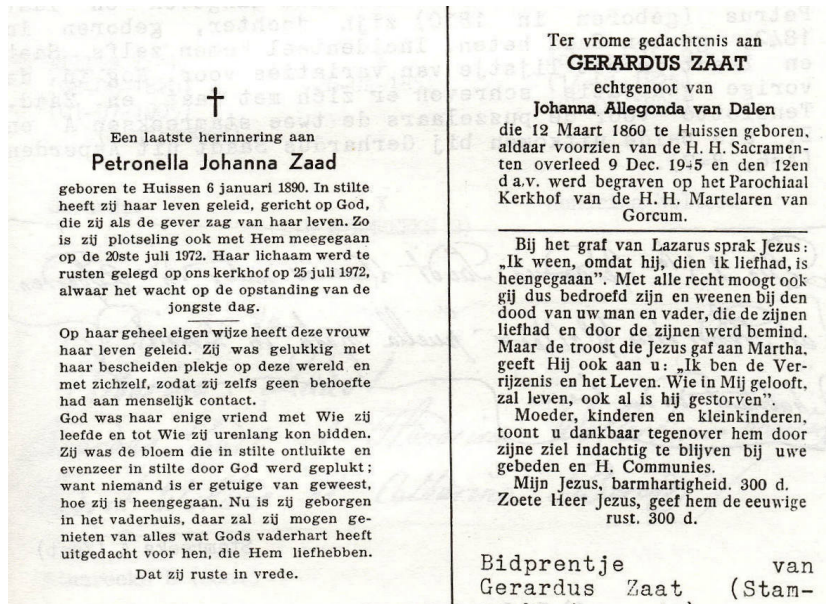 Een laatste herinnering aan
Petronella Johanna Zaad
geboren te Huissen 6 januari 1890. In stilte
heeft zij haar leven geleid, gericht op God,
die zij als de gever zag van haar leven. Zo
is zij plotseling ook met Hem meegegaan
op de 20ste juli 1972. Haar lichaam werd te
rusten gelegd op ons kerkhof op 25 juli 1972,
alwaar het wacht op de opstanding van de
jongste dag.
Op haar geheel eigen wijze heeft deze vrouw
haar leven geleid. Zij was gelukkig met
haar bescheiden plekje op deze wereld en
met zichzelf, zodat zij zelfs geen behoefte
had aan menselijk contact.
God was haar enige vriend met Wie zij
leefde en tot Wie zij urenlang kon bidden.
Zij was de bloem die in stilte ontluikte en
evenzeer in stilte door God werd geplukt;
want niemand is er getuige van geweest,
hoe zij is heengegaan. Nu is zij geborgen
in het vaderhuis, daar zal zij mogen ge-
nieten van alles wat Gods vaderhart heeft
uitgedacht voor hen, die Hem liefhebben.
Dat zij ruste in vrede.
Ter vrome gedachtenis aan
GERARDUS ZAAT
echtgenoot van
Johanna Allegonda van Dalen
die 12 Maart 1860 te Huissen geboren,
aldaar voorzien van de H. H. Sacramen-
ten overleed 9 Dec. 1945 en den 12en
d a.v. werd begraven op het Parochiaal
Kerkhof van de H. H. Martelaren van
Gorcum.
Bij het graf van Lazarus sprak Jezus:
„Ik ween, omdat hij, dien ik liefhad, is
heengegaaan”. Met alle recht moogt ook
gij dus bedroefd zijn en weenen bij den
dood van uw man en vader, die de zijnen
liefhad en door de zijnen werd bemind.
Maar de troost die Jezus gaf aan Martha,
geeft Hij ook aan u: „Ik ben de Ver-
rijzenis en het Leven. Wie in Mij gelooft,
zal leven, ook al is hij gestorven”.
Moeder, kinderen en kleinkinderen,
toont u dankbaar tegenover hem door
zijne ziel indachtig te blijven bij uwe
gebeden en H. Communies.
Mijn Jezus, barmhartigheid. 300 d.
Zoete Heer Jezus, geef hem de eeuwige
rust. 300 d.
Bidprentje van
Gerardus Zaat (Stam-